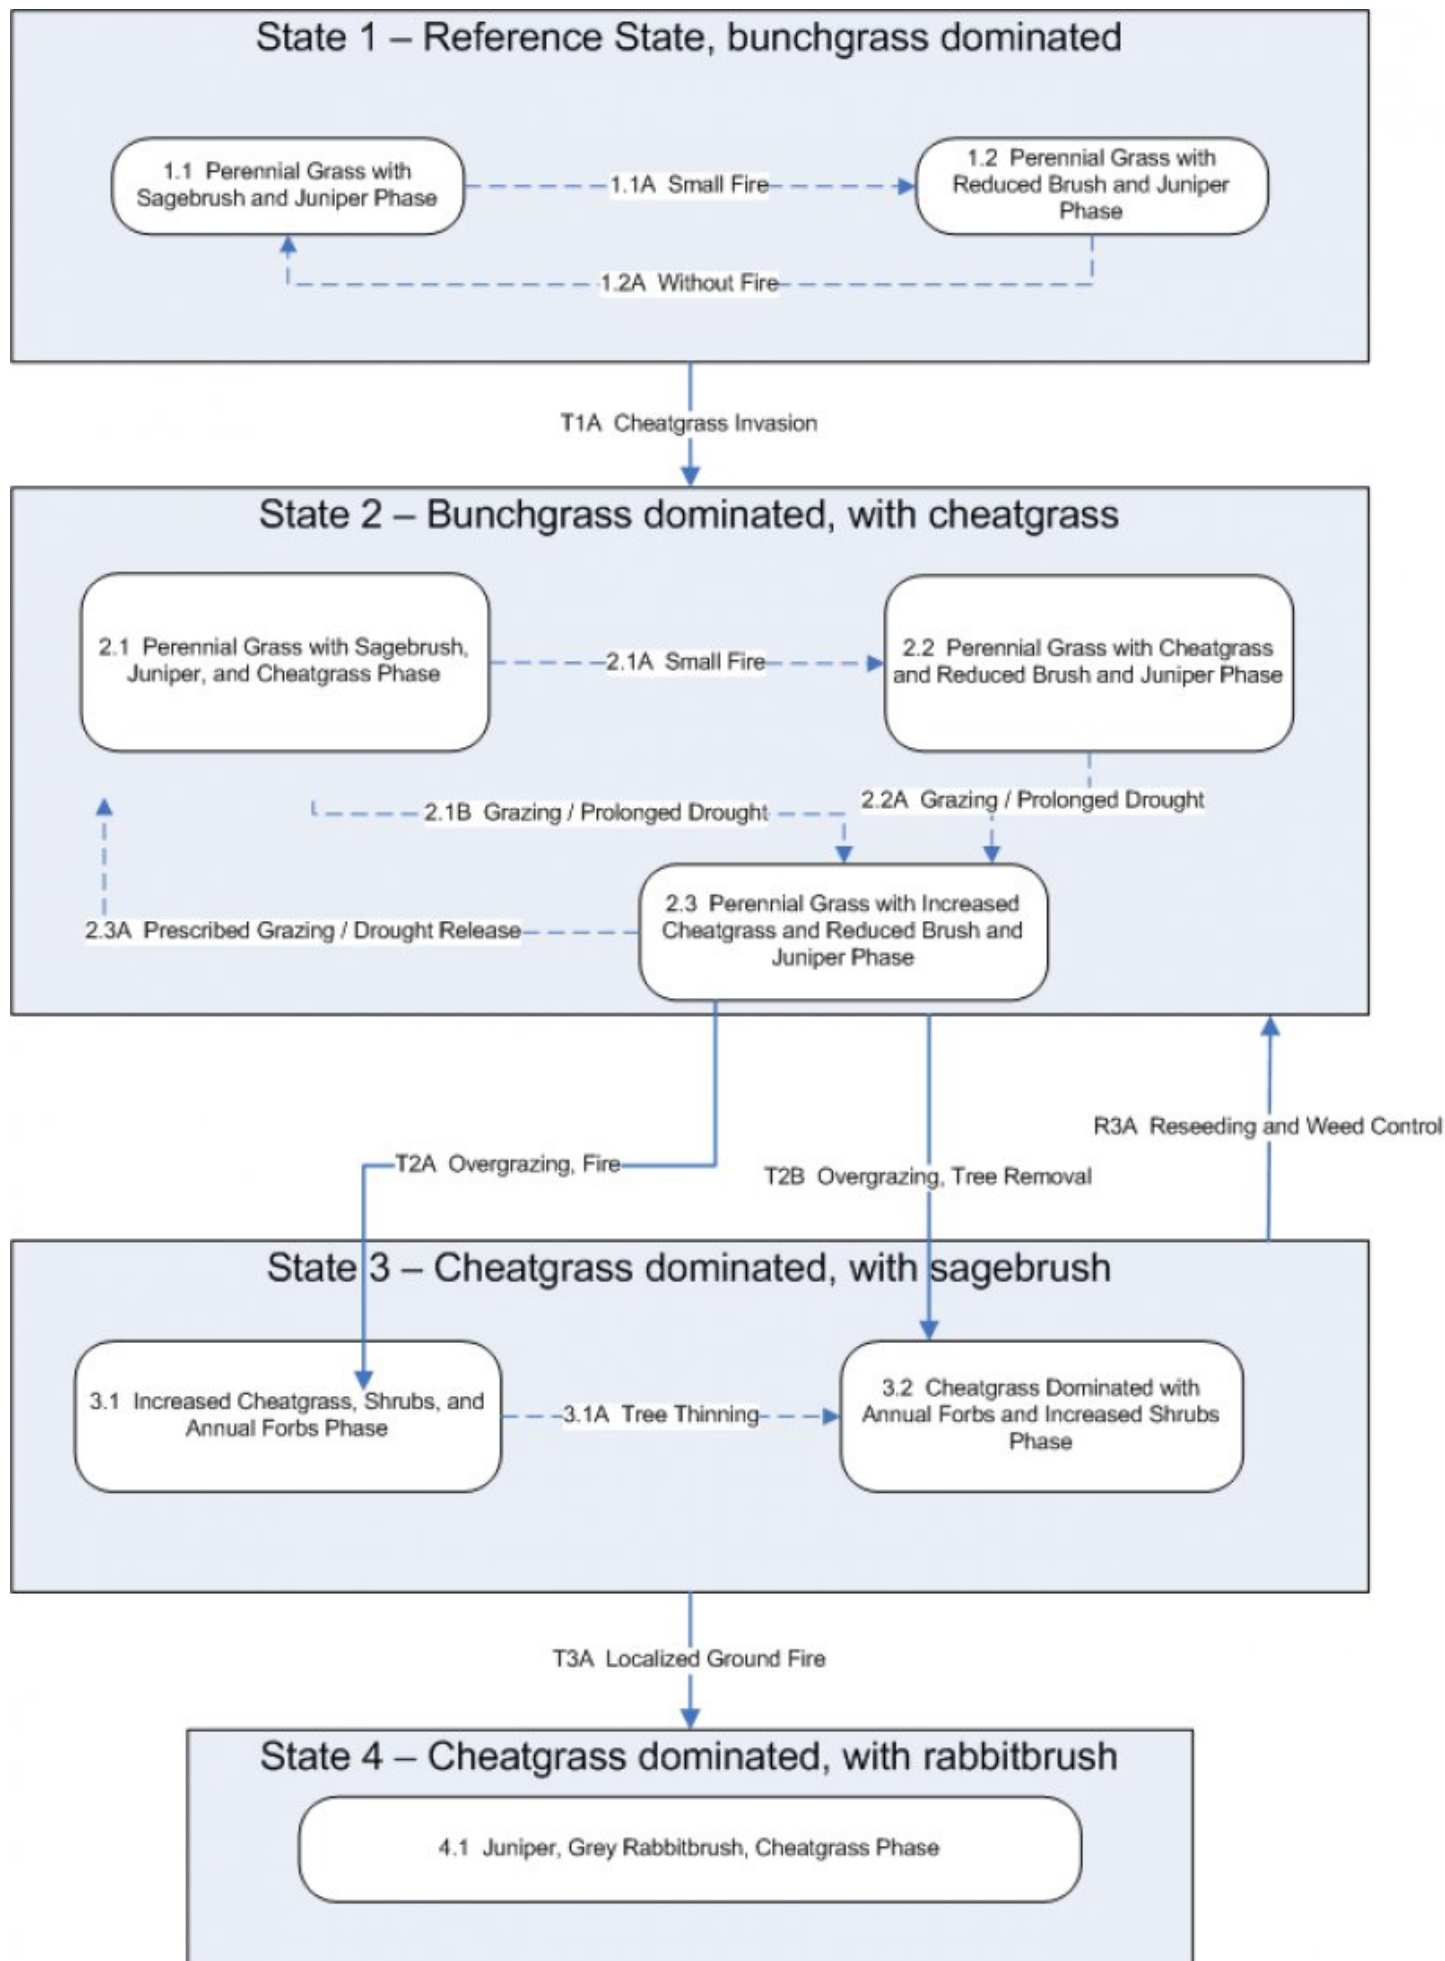 State 1 – Reference State, bunchgrass dominated
1.1 Perennial Grass with
Sagebrush and Juniper Phase
1.1A Small Fire
1.2 Perennial Grass with
Reduced Brush and Juniper
Phase
1.2A Without Fire
T1A Cheatgrass Invasion
State 2 – Bunchgrass dominated, with cheatgrass
2.1 Perennial Grass with Sagebrush,
Juniper, and Cheatgrass Phase
2.1A Small Fire
2.2 Perennial Grass with Cheatgrass
and Reduced Brush and Juniper Phase
2.1B Grazing / Prolonged Drought
2.2A Grazing / Prolonged Drought
2.3 Perennial Grass with Increased
Cheatgrass and Reduced Brush and
Juniper Phase
2.3A Prescribed Grazing / Drought Release
R3A Reseeding and Weed Control
T2A Overgrazing, Fire
T2B Overgrazing, Tree Removal
State 3 – Cheatgrass dominated, with sagebrush
3.1 Increased Cheatgrass, Shrubs, and
Annual Forbs Phase
3.1A Tree Thinning
3.2 Cheatgrass Dominated with
Annual Forbs and Increased Shrubs
Phase
T3A Localized Ground Fire
State 4 – Cheatgrass dominated, with rabbitbrush
4.1 Juniper, Grey Rabbitbrush, Cheatgrass Phase